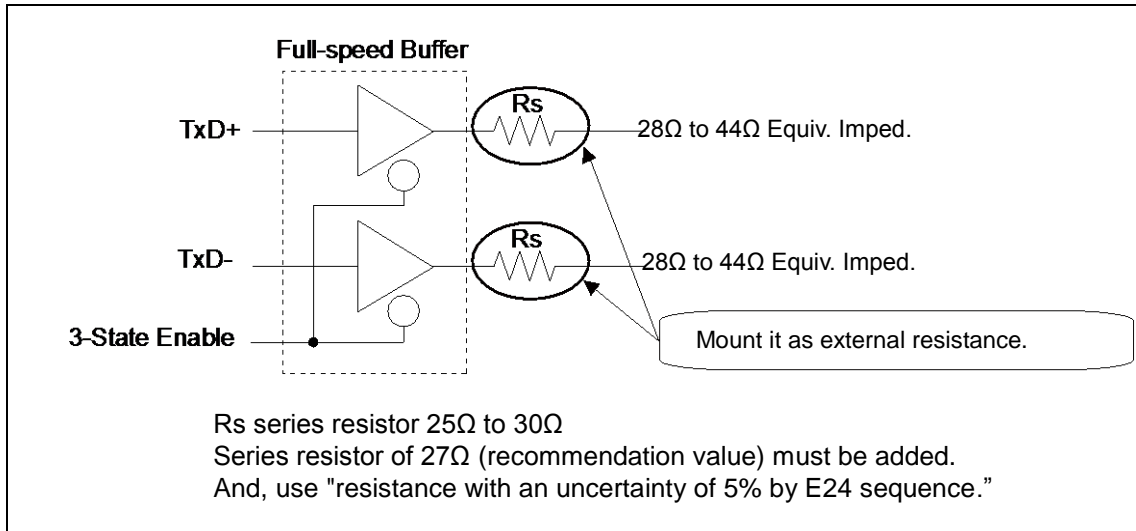 Full-speed Buffer
Rs
TxD+
28Ω to 44Ω Equiv. Imped.
Rs
TxD-
28Ω to 44Ω Equiv. Imped.
3-State Enable
Mount it as external resistance.
Rs series resistor 25Ω to 30Ω
Series resistor of 27Ω (recommendation value) must be added.
And, use "resistance with an uncertainty of 5% by E24 sequence.”